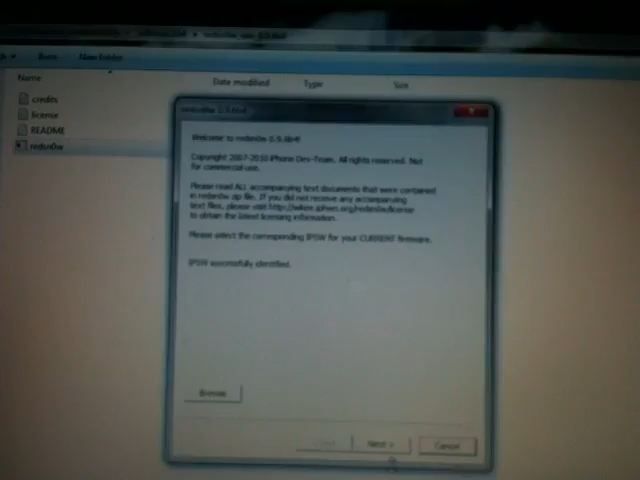 New folder
Name
Date modified
Type
Size
credits
license
README
redsn0w
Welcome to redsn0w 0.9.6b4!
Copyright 2007-2010 iPhone Dev-Team. All rights reserved. Not
for commercial use.
Please read ALL accompanying text documents that were contained
in redsn0w zip file. If you did not receive any accompanying
text files, please visit
to obtain the latest licensing information.
Please select the corresponding IPSW for your CURRENT firmware.
IPSW successfully identified.
Browse
Next >
Cancel